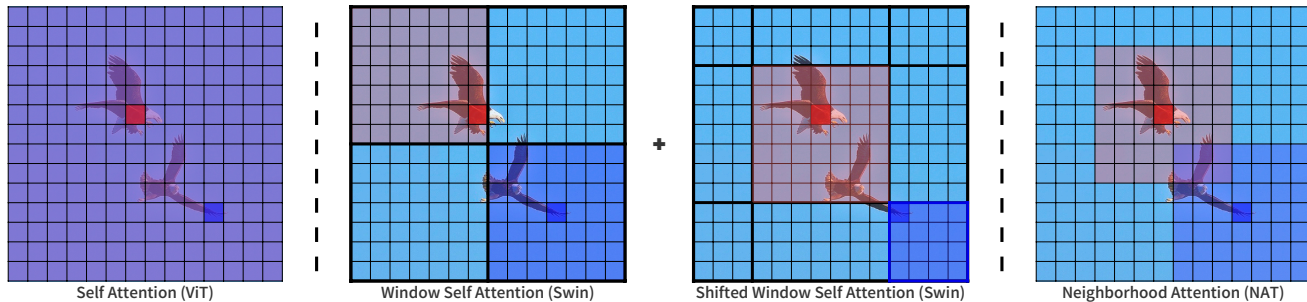 Self Attention (ViT)
Window Self Attention (Swin)
+
Shifted Window Self Attention (Swin)
Neighborhood Attention (NAT)